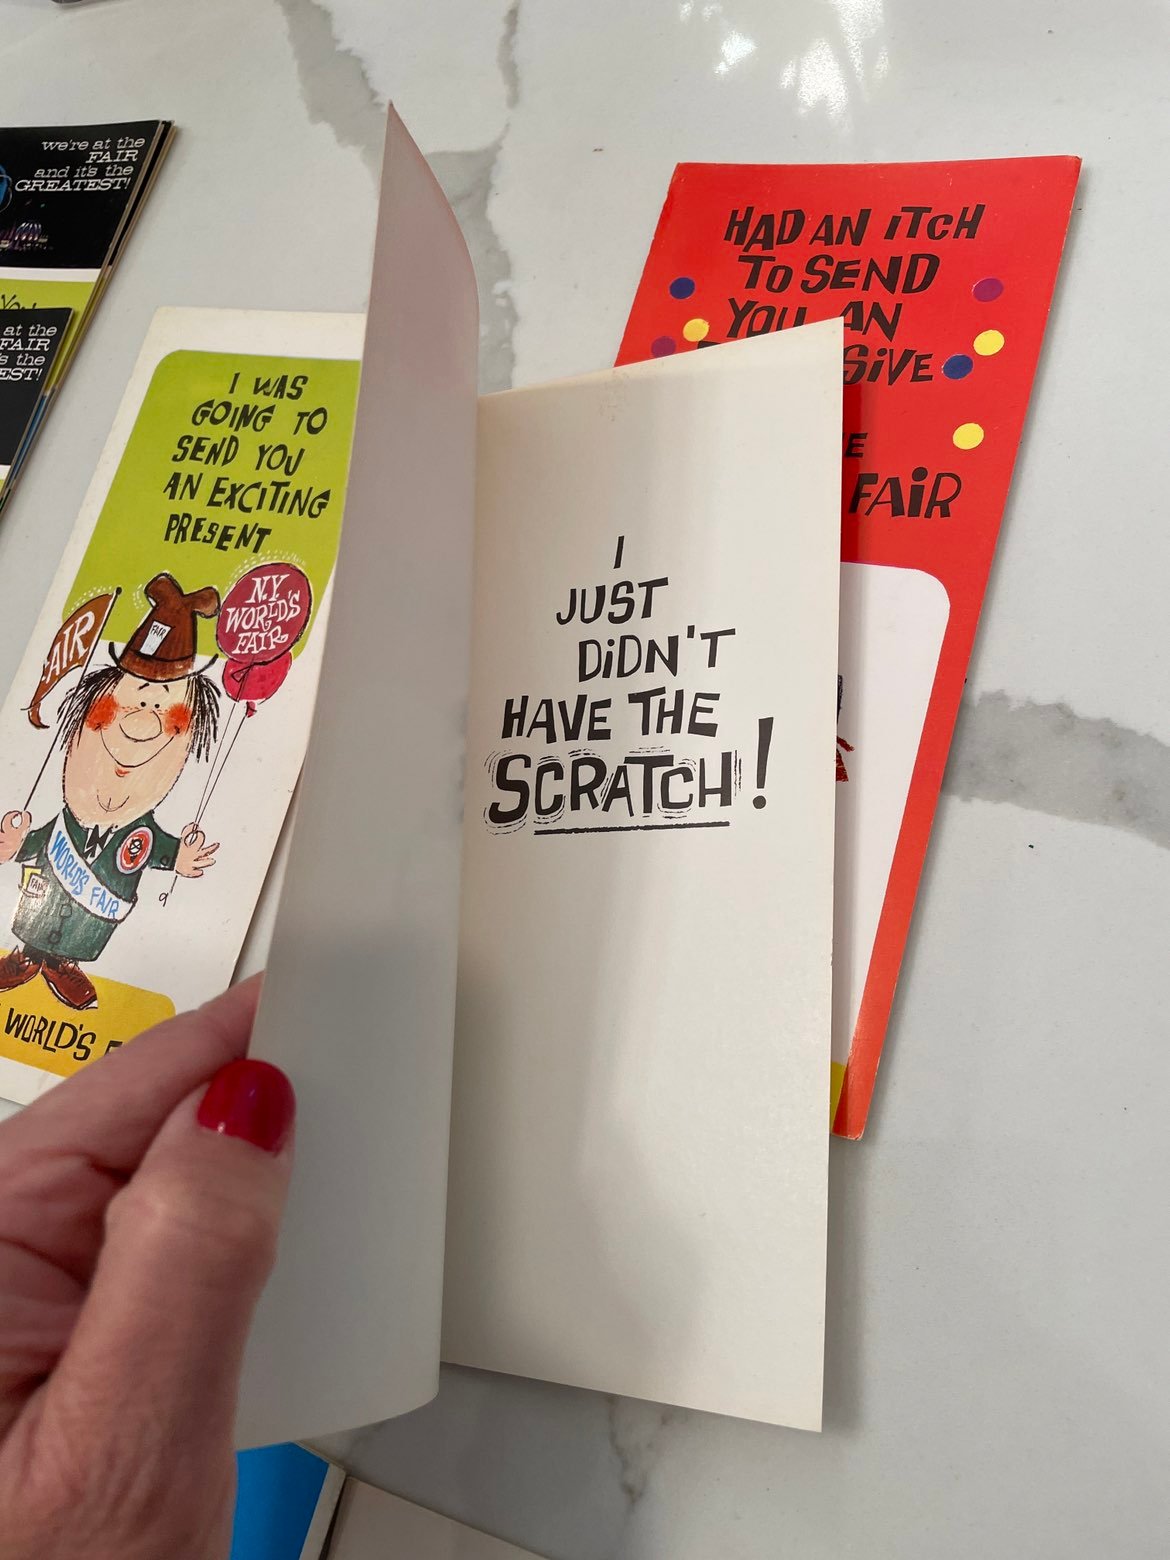 we're at the
FAIR
and it's the
GREATEST!
at the
FAIR
the
I WAS
GOING TO
SEND YOU
AN EXCITING
PRESENT
N.Y.
WORLD'S
FAIR
FAIR
FAIR
WORLD'S FAIR
FAIR
WORLD'S
I
JUST
DiDN'T
HAVE THE
SCRATCH!
HAD AN iTCH
TO SEND
YOU AN
FAiR